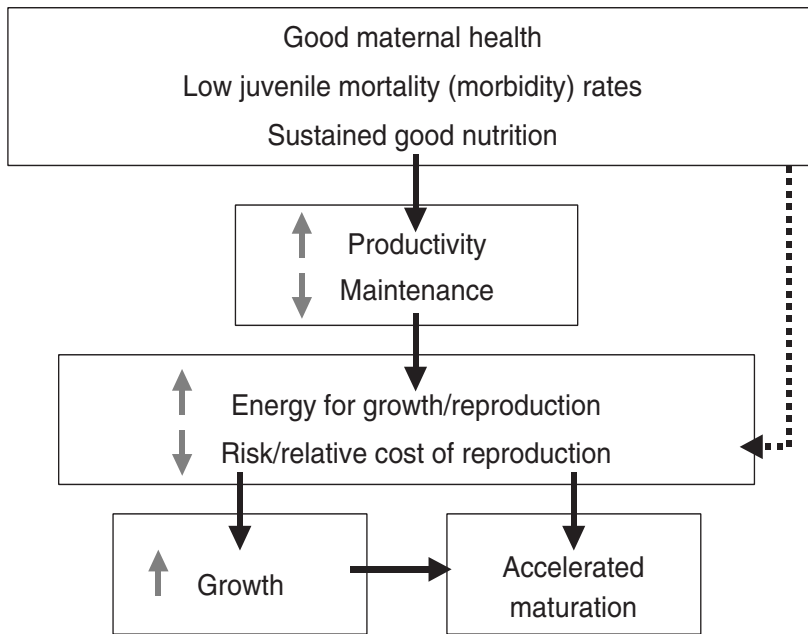 Good maternal health
Low juvenile mortality (morbidity) rates
Sustained good nutrition
Productivity
Maintenance
Energy for growth/reproduction
Risk/relative cost of reproduction
Growth
Accelerated
maturation